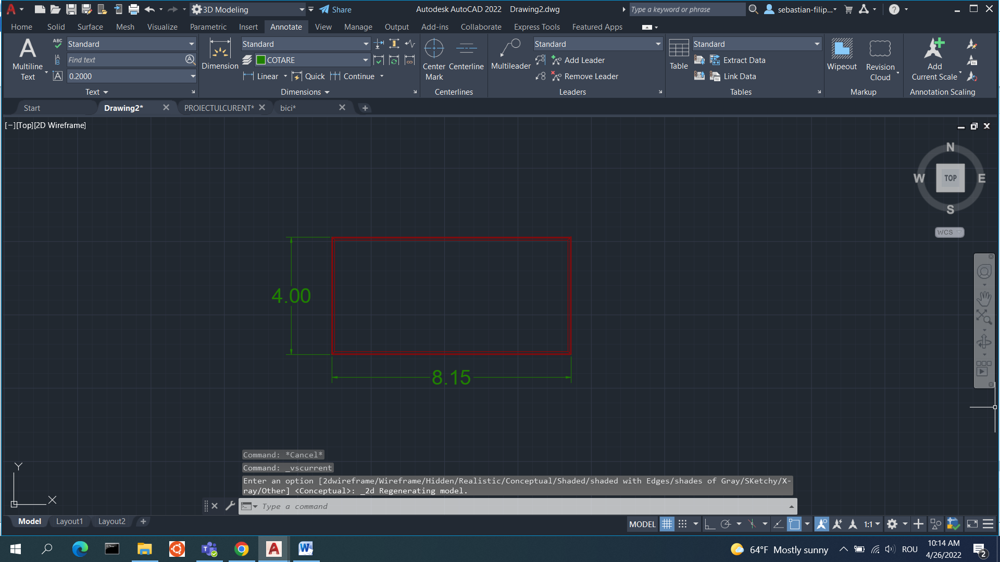 3D Modeling
Share
Autodesk AutoCAD 2022 Drawing2.dwg
Type a keyword or phrase
sebastian-filip...
Home Solid Surface Mesh Visualize Parametric Insert Annotate View Manage Output Add-ins Collaborate Express Tools Featured Apps
Multiline
Text
ABC
Standard
Find text
0.2000
Text
Dimension
Standard
COTARE
Linear Quick Continue
Dimensions
Center
Mark
Centerline
Centerlines
Multileader
Standard
Add Leader
Remove Leader
Leaders
Table
Standard
Extract Data
Link Data
Tables
Wipeout
Revision
Cloud
Markup
Add
Current Scale
Annotation Scaling
Start Drawing2* PROIECTULCURENT* bici*
[−][Top][2D Wireframe]
N
W TOP E
S
WCS
4.00
8.15
Y
X
Command: *Cancel*
Command: _vscurrent
Enter an option [2dwireframe/Wireframe/Hidden/Realistic/Conceptual/Shaded/shaded with Edges/shades of Gray/SKetchy/X-
ray/Other] <Conceptual>: _2d Regenerating model.
Type a command
Model Layout1 Layout2
MODEL 1:1
64°F Mostly sunny
ROU
10:14 AM
4/26/2022
2